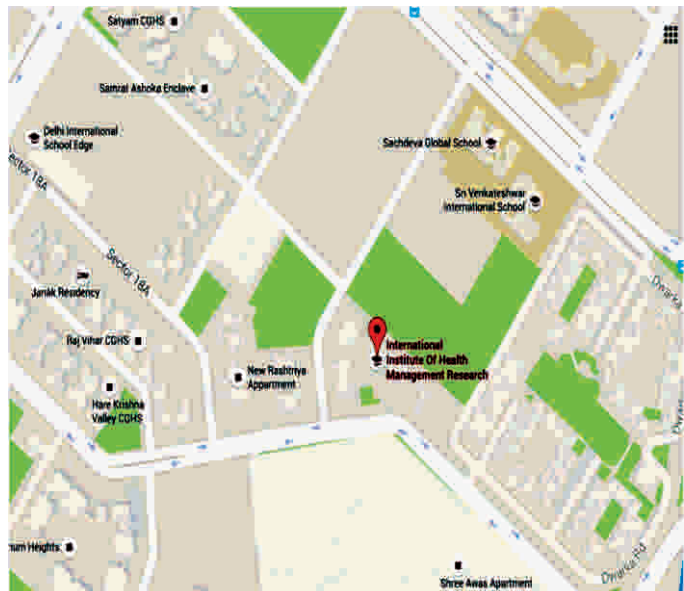 Satyam CGHS
Samrat Ashoka Enclave
Delhi International
School Edge
Sachdeva Global School
Sector 18A
Sri Venkateshwar
International School
Sector 18A
Dwarka
Janak Residency
International
Institute Of Health
Management Research
Raj Vihar CGHS
New Rashtriya
Appartment
Hare Krishna
Valley CGHS
Heights
Shree Awas Apartment
Dwarka Rd